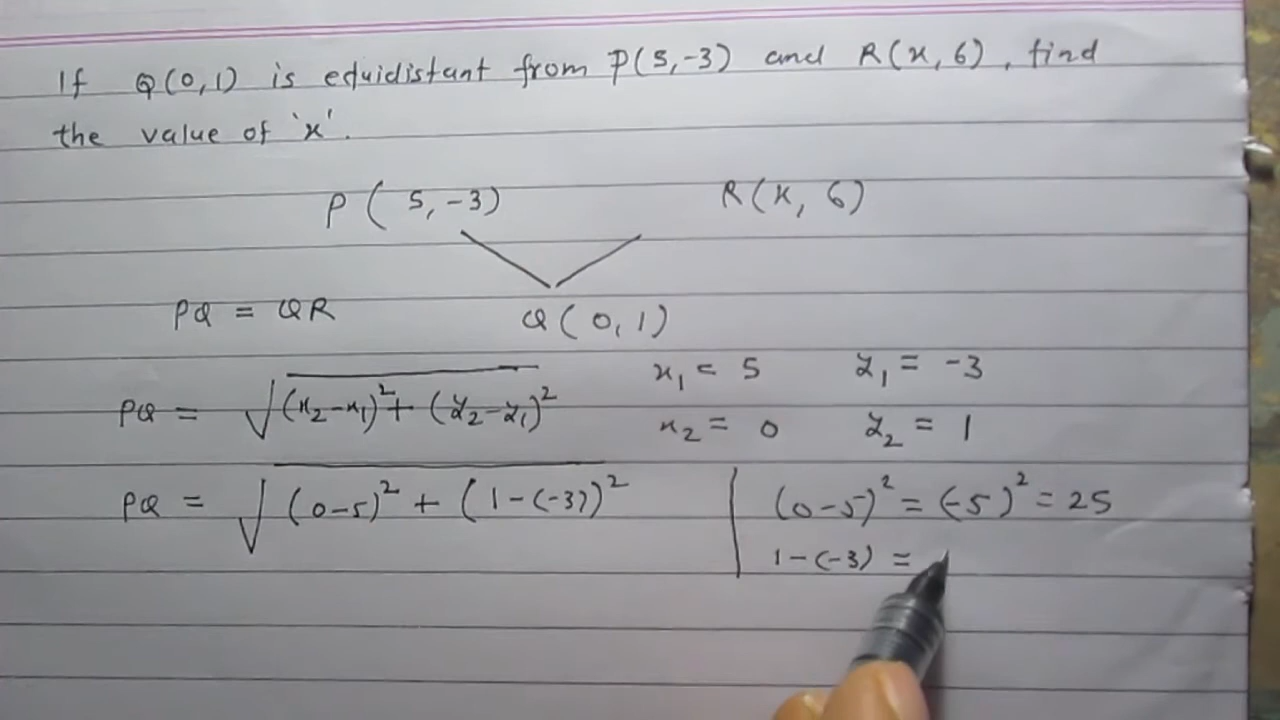 If Q(0,1) is equidistant from P(5,-3) and R(x,6), find
the value of 'x'.
P(5,-3) R(x,6)
PQ = QR Q(0,1)
x₁ = 5 y₁ = -3
PQ = √(x₂-x₁)²+(y₂-y₁)²
x₂ = 0 y₂ = 1
PQ = √(0-5)²+(1-(-3))² (0-5)² = (-5)² = 25
1-(-3) =